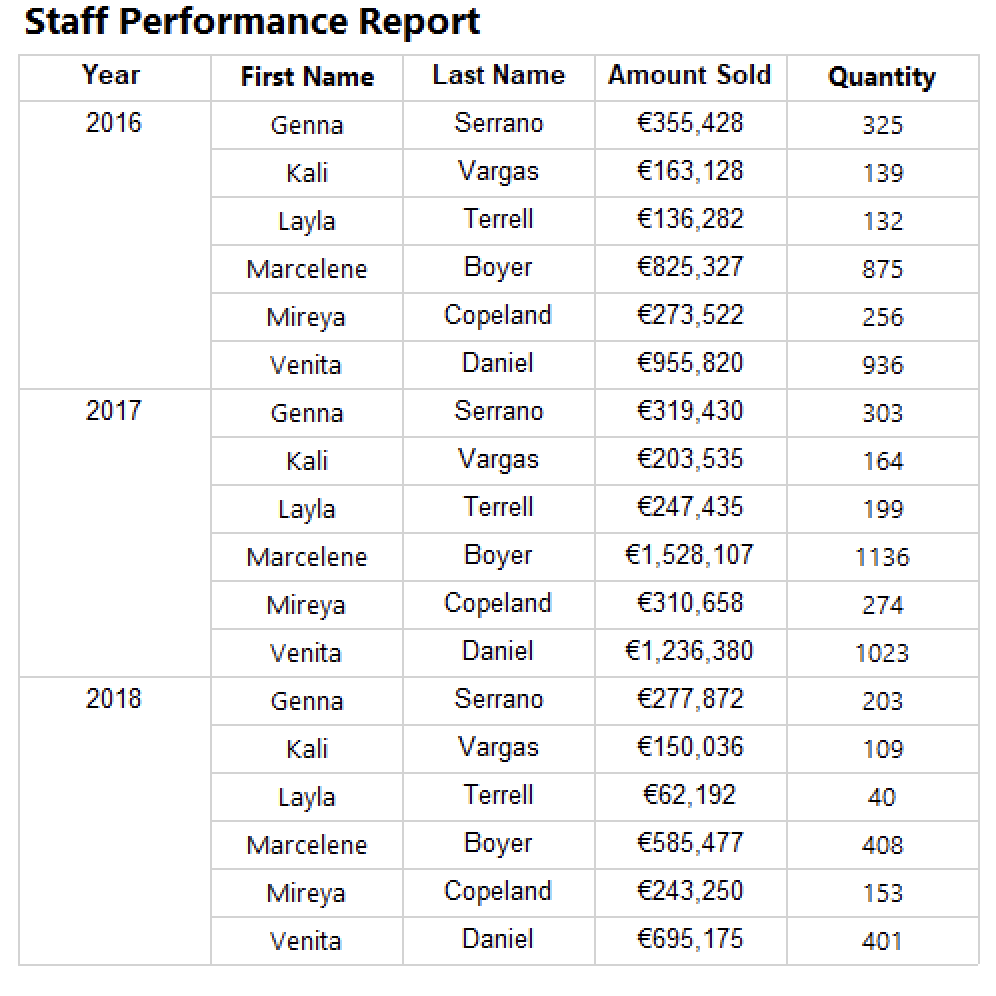 Staff Performance Report
Year First Name Last Name Amount Sold Quantity
2016 Genna Serrano €355,428 325
Kali Vargas €163,128 139
Layla Terrell €136,282 132
Marcelene Boyer €825,327 875
Mireya Copeland €273,522 256
Venita Daniel €955,820 936
2017 Genna Serrano €319,430 303
Kali Vargas €203,535 164
Layla Terrell €247,435 199
Marcelene Boyer €1,528,107 1136
Mireya Copeland €310,658 274
Venita Daniel €1,236,380 1023
2018 Genna Serrano €277,872 203
Kali Vargas €150,036 109
Layla Terrell €62,192 40
Marcelene Boyer €585,477 408
Mireya Copeland €243,250 153
Venita Daniel €695,175 401